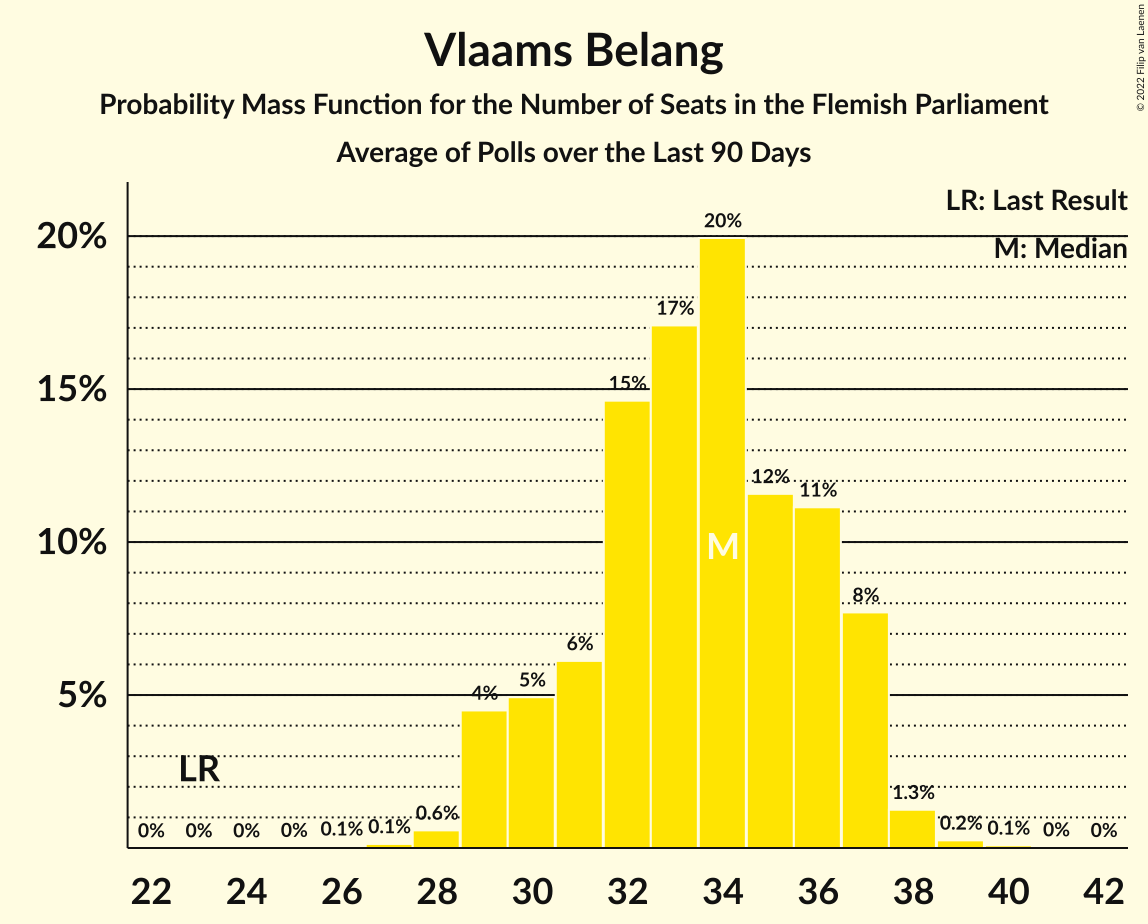 Vlaams Belang
Probability Mass Function for the Number of Seats in the Flemish Parliament
Average of Polls over the Last 90 Days
© 2022 Filip van Laenen
LR: Last Result
M: Median
20%
15%
10%
5%
0% 0% 0% 0% 0.1% 0.1% 0.6% 4% 5% 6% 15% 17% 20% 12% 11% 8% 1.3% 0.2% 0.1% 0% 0%
LR
M
22 24 26 28 30 32 34 36 38 40 42